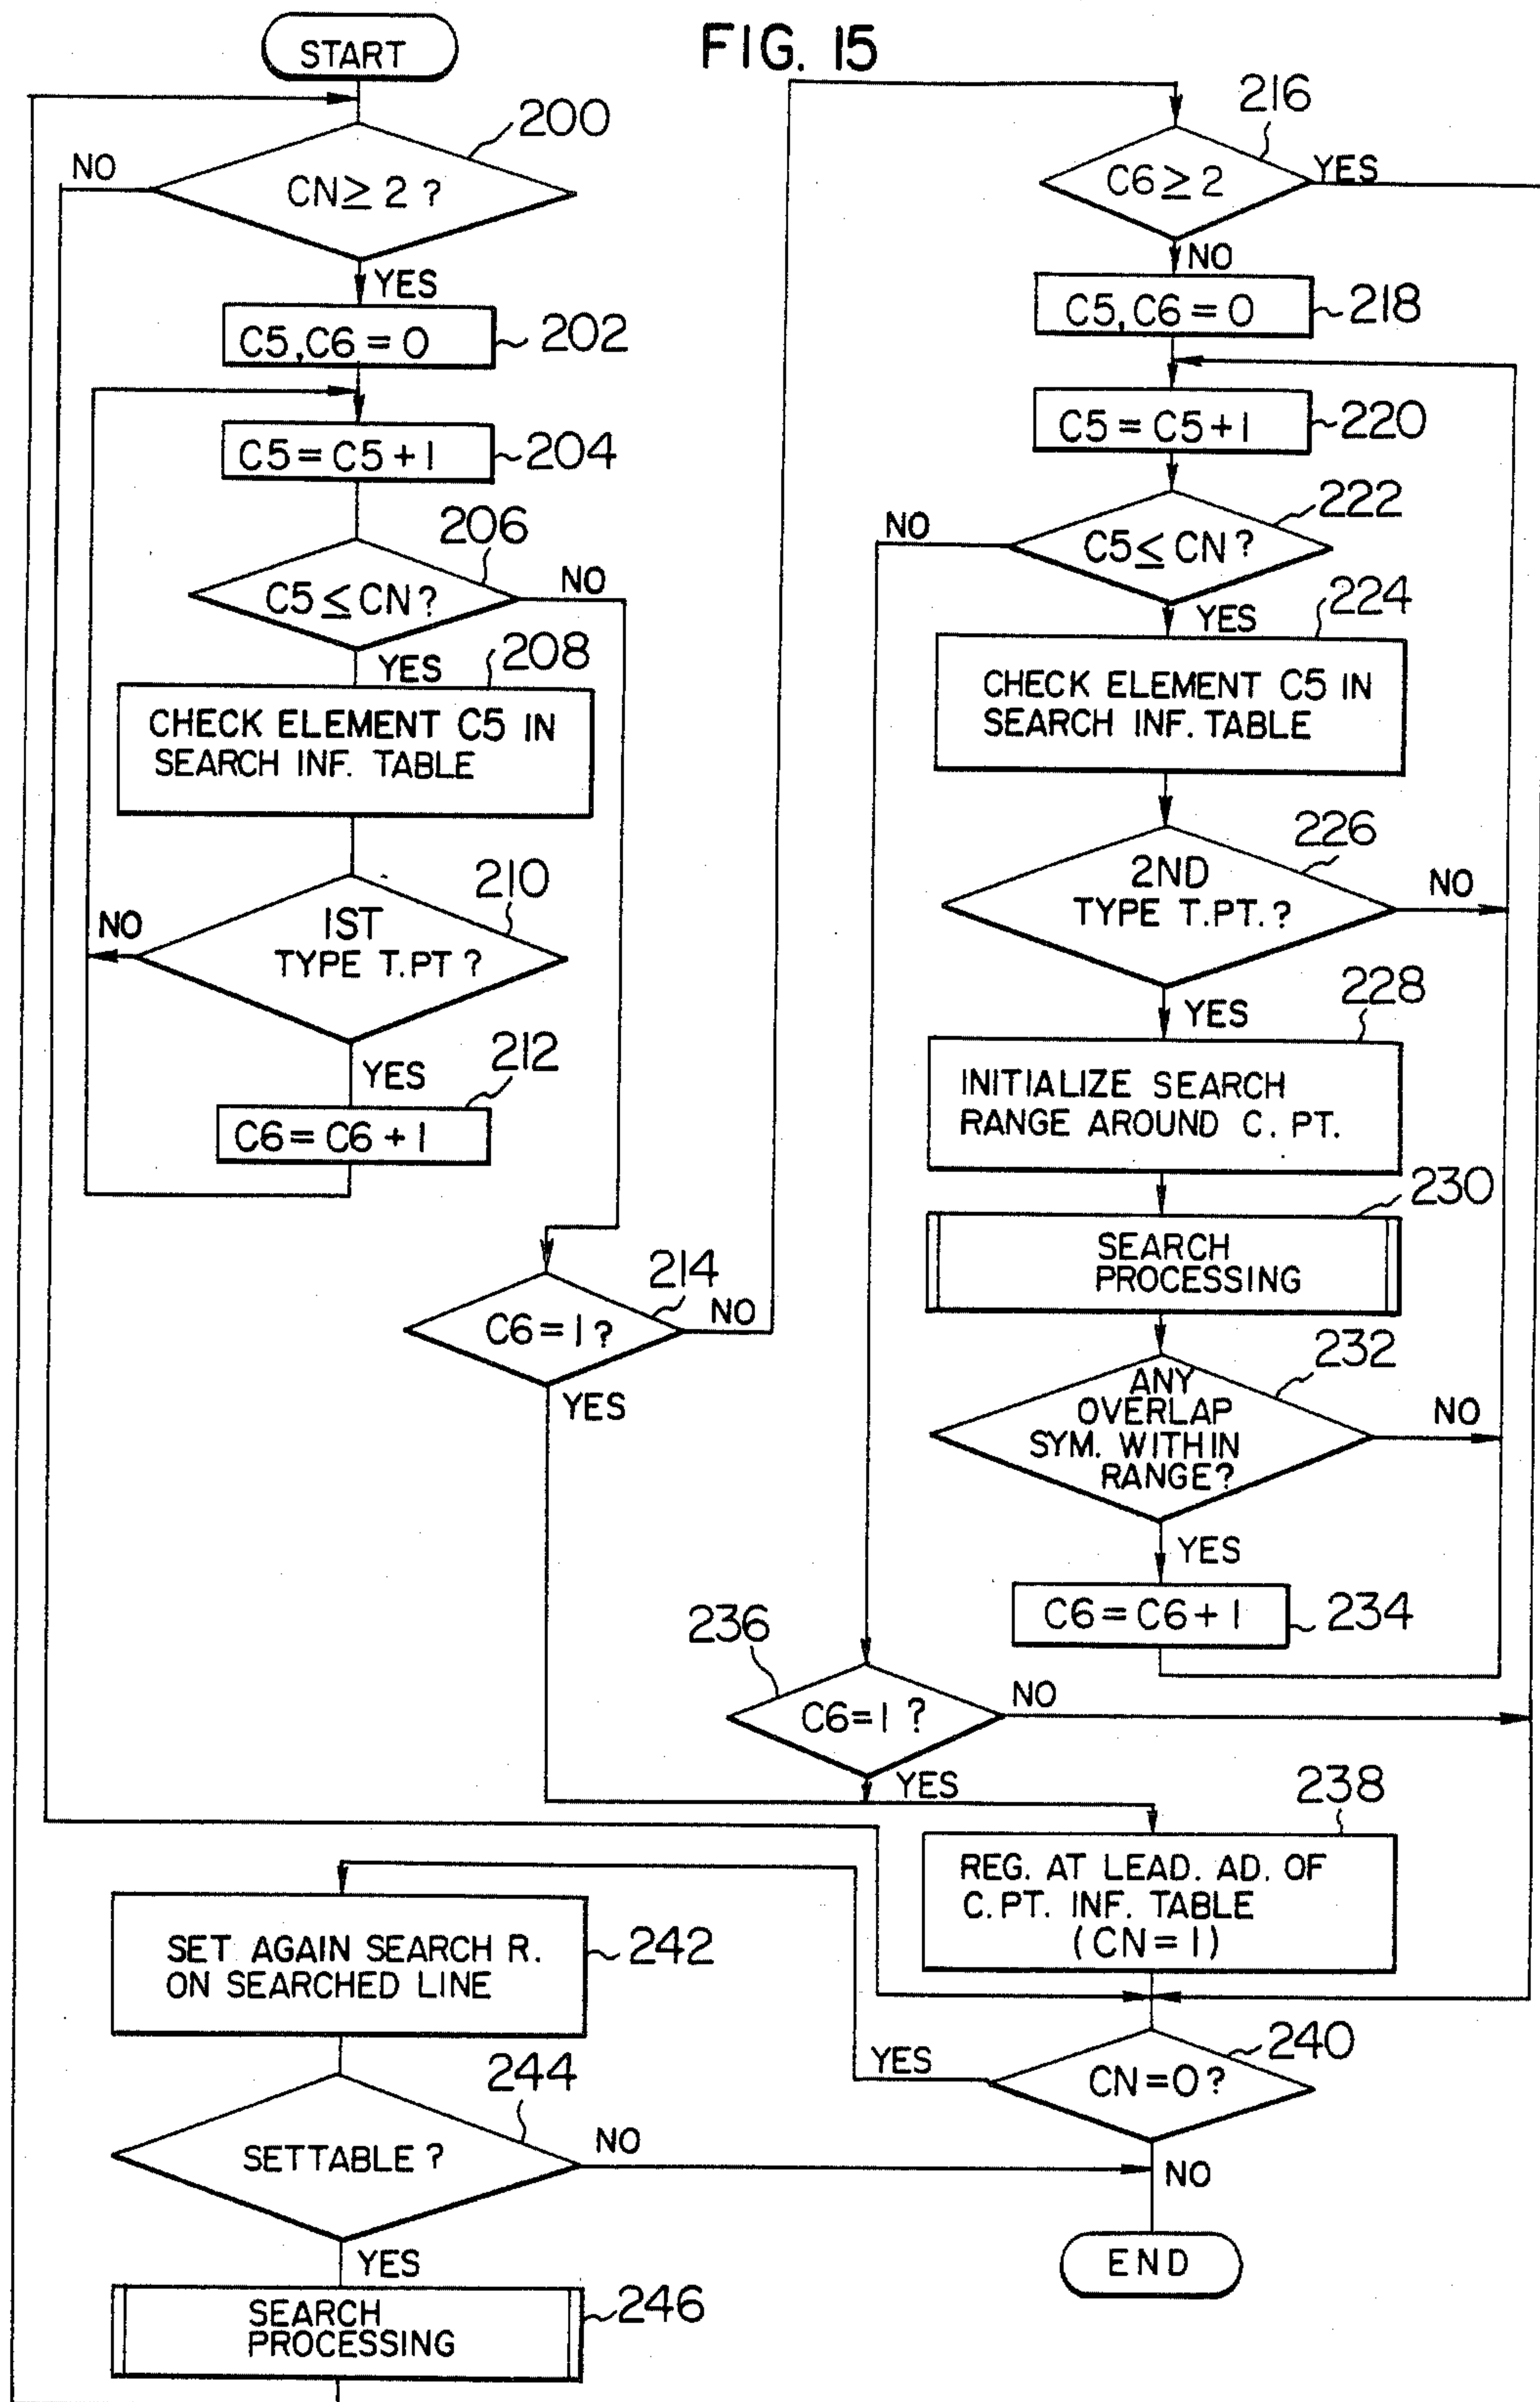 FIG. 15
START
200
CN ≥ 2 ?
NO
YES
C5, C6 = 0
202
C5 = C5 + 1
204
206
C5 ≤ CN ?
NO
YES
208
CHECK ELEMENT C5 IN
SEARCH INF. TABLE
210
1ST
TYPE T.PT ?
NO
YES
212
C6 = C6 + 1
214
C6 = 1 ?
NO
YES
216
C6 ≥ 2
YES
NO
C5, C6 = 0
218
C5 = C5 + 1
220
222
C5 ≤ CN ?
NO
YES
224
CHECK ELEMENT C5 IN
SEARCH INF. TABLE
226
2ND
TYPE T.PT. ?
NO
YES
228
INITIALIZE SEARCH
RANGE AROUND C. PT.
230
SEARCH
PROCESSING
232
ANY
OVERLAP
SYM. WITHIN
RANGE?
NO
YES
C6 = C6 + 1
234
236
C6 = 1 ?
NO
YES
238
REG. AT LEAD. AD. OF
C.PT. INF. TABLE
(CN = 1)
240
CN = 0 ?
YES
NO
SET AGAIN SEARCH R.
ON SEARCHED LINE
242
244
SETTABLE ?
NO
YES
SEARCH
PROCESSING
246
END